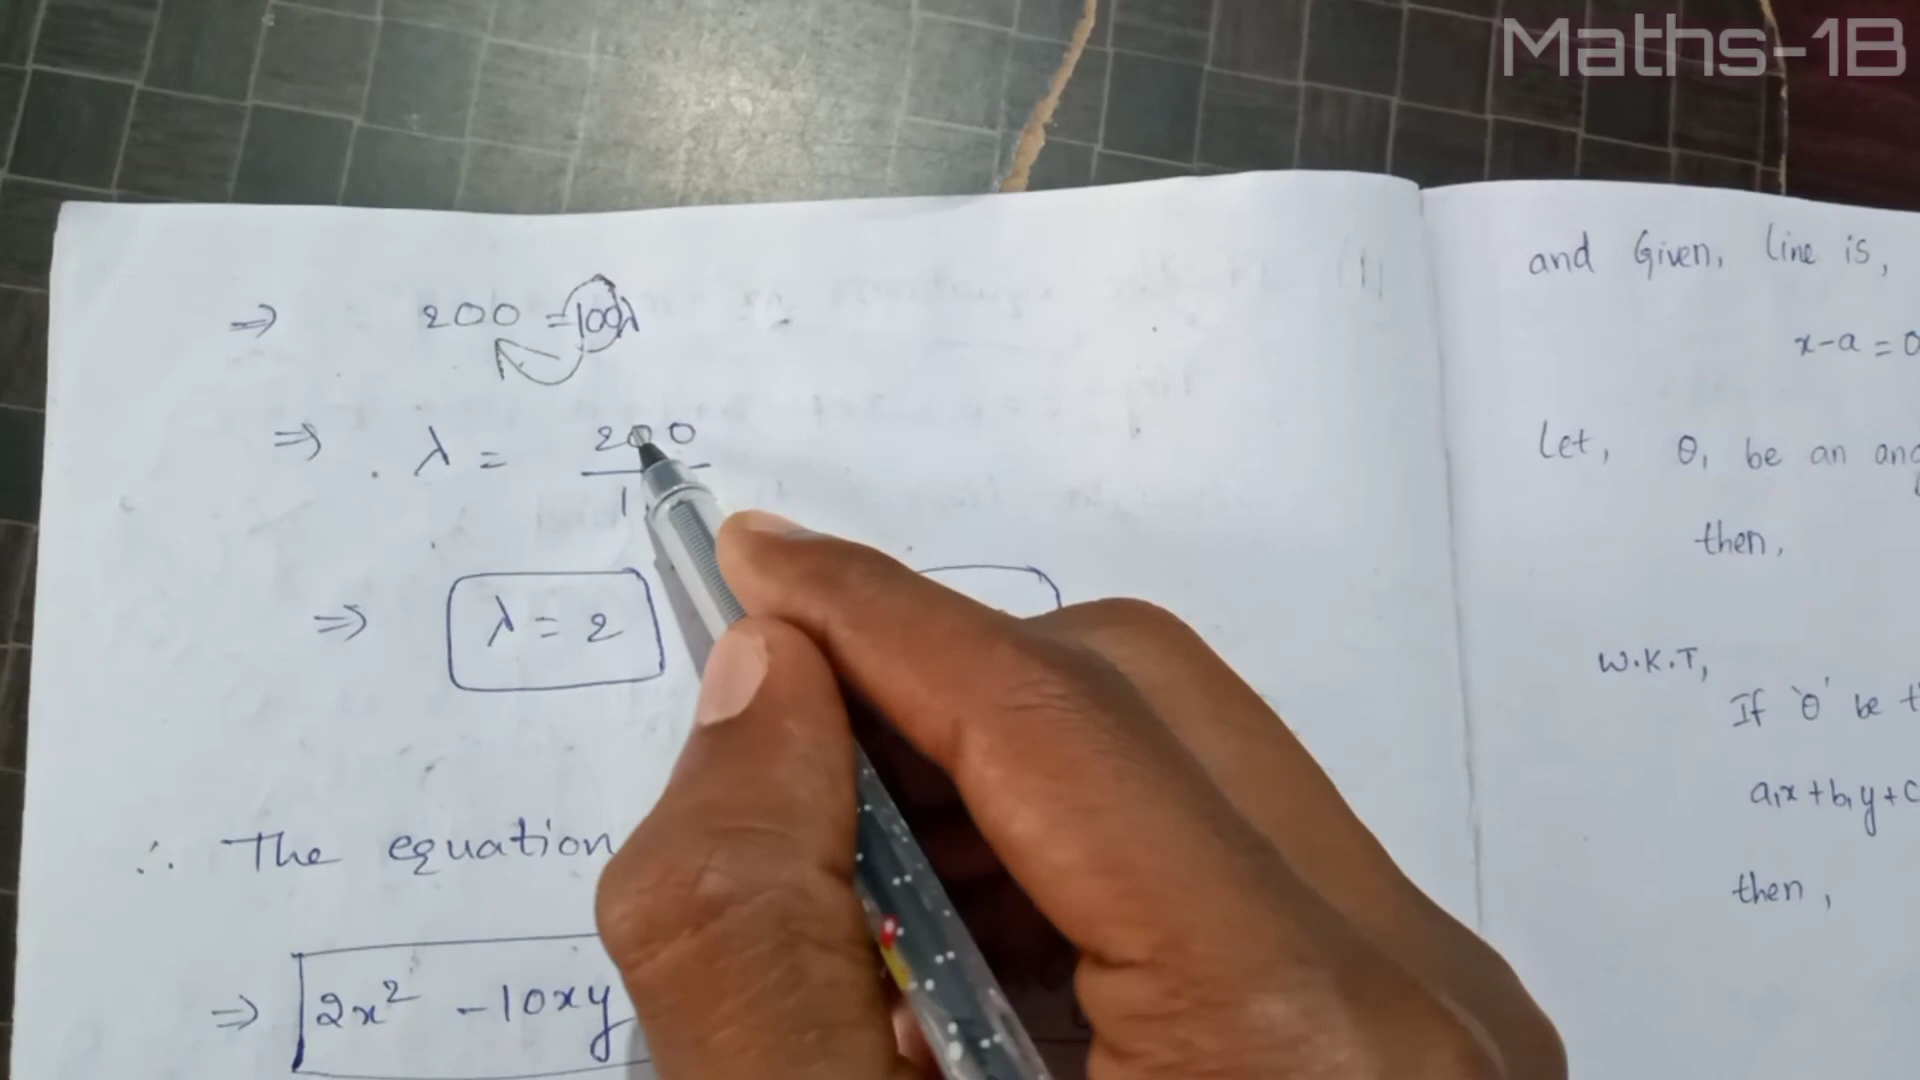 Maths-1B
⇒ 200 = 100λ
⇒ λ = 200
1
⇒ λ = 2
∴ The equation
⇒ 2x² - 10xy
and Given, line is,
x-a = 0
Let, θ, be an ang
then,
W.K.T,
If 'θ' be t
a₁x + b₁y + c
then,